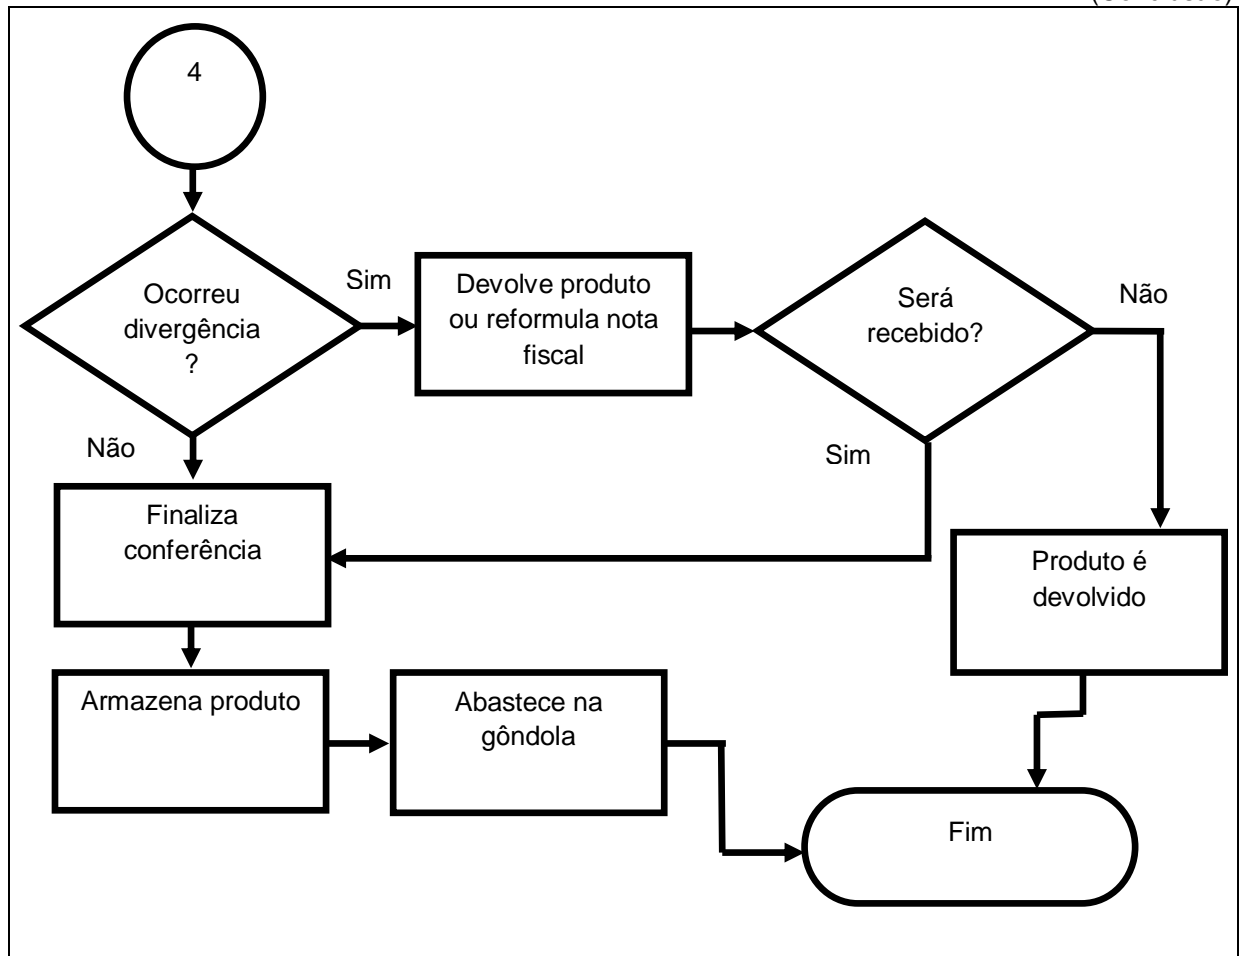 4
Ocorreu
divergência
?
Sim
Devolve produto
ou reformula nota
fiscal
Será
recebido?
Não
Não
Sim
Finaliza
conferência
Produto é
devolvido
Armazena produto
Abastece na
gôndola
Fim